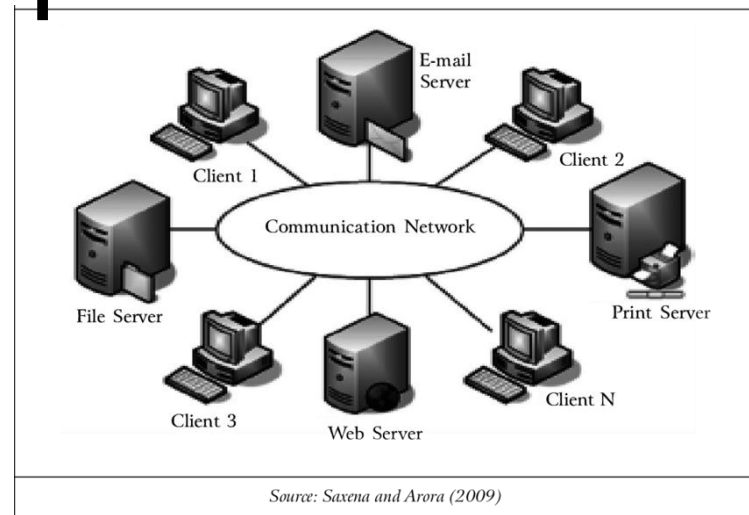 E-mail
Server
Client 1
Client 2
Communication Network
File Server
Print Server
Client 3
Client N
Web Server
Source: Saxena and Arora (2009)